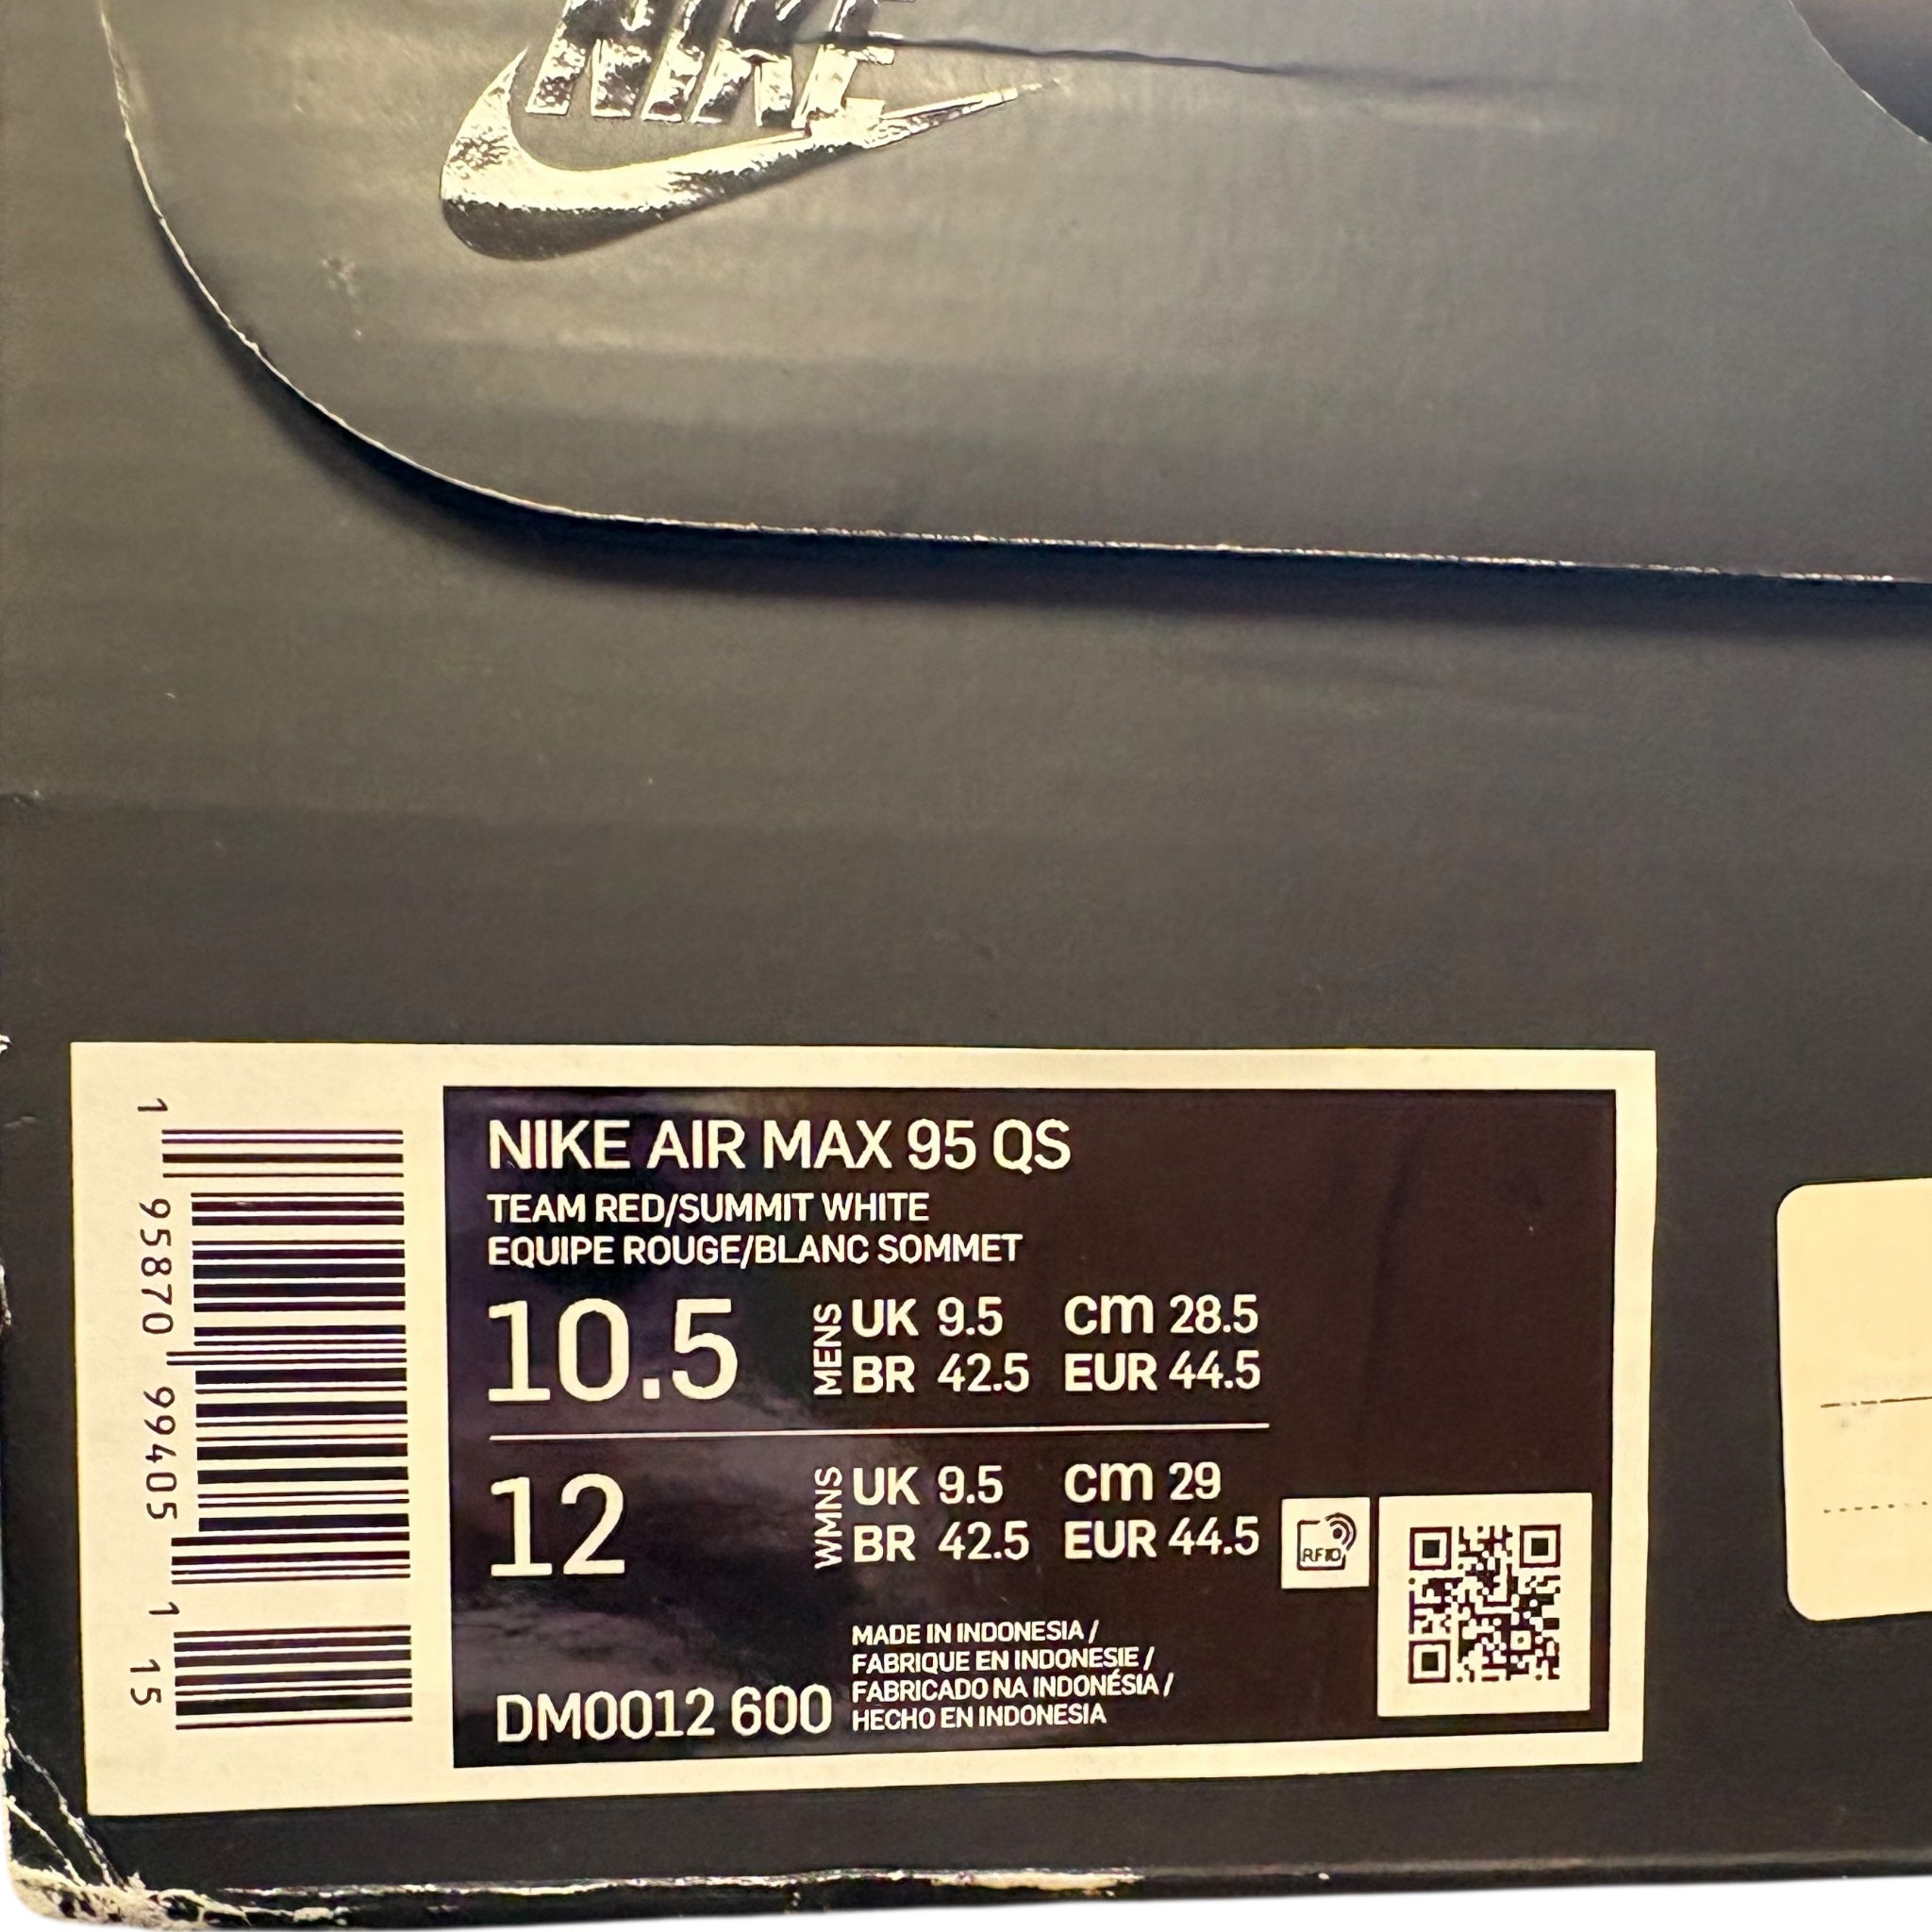 NIKE
NIKE AIR MAX 95 QS
TEAM RED/SUMMIT WHITE
EQUIPE ROUGE/BLANC SOMMET
10.5 MENS UK 9.5 cm 28.5
BR 42.5 EUR 44.5
12 WMNS UK 9.5 cm 29
BR 42.5 EUR 44.5
RFID
MADE IN INDONESIA /
FABRIQUE EN INDONESIE /
FABRICADO NA INDONÉSIA /
HECHO EN INDONESIA
DM0012 600
1 95870 99405 1 15